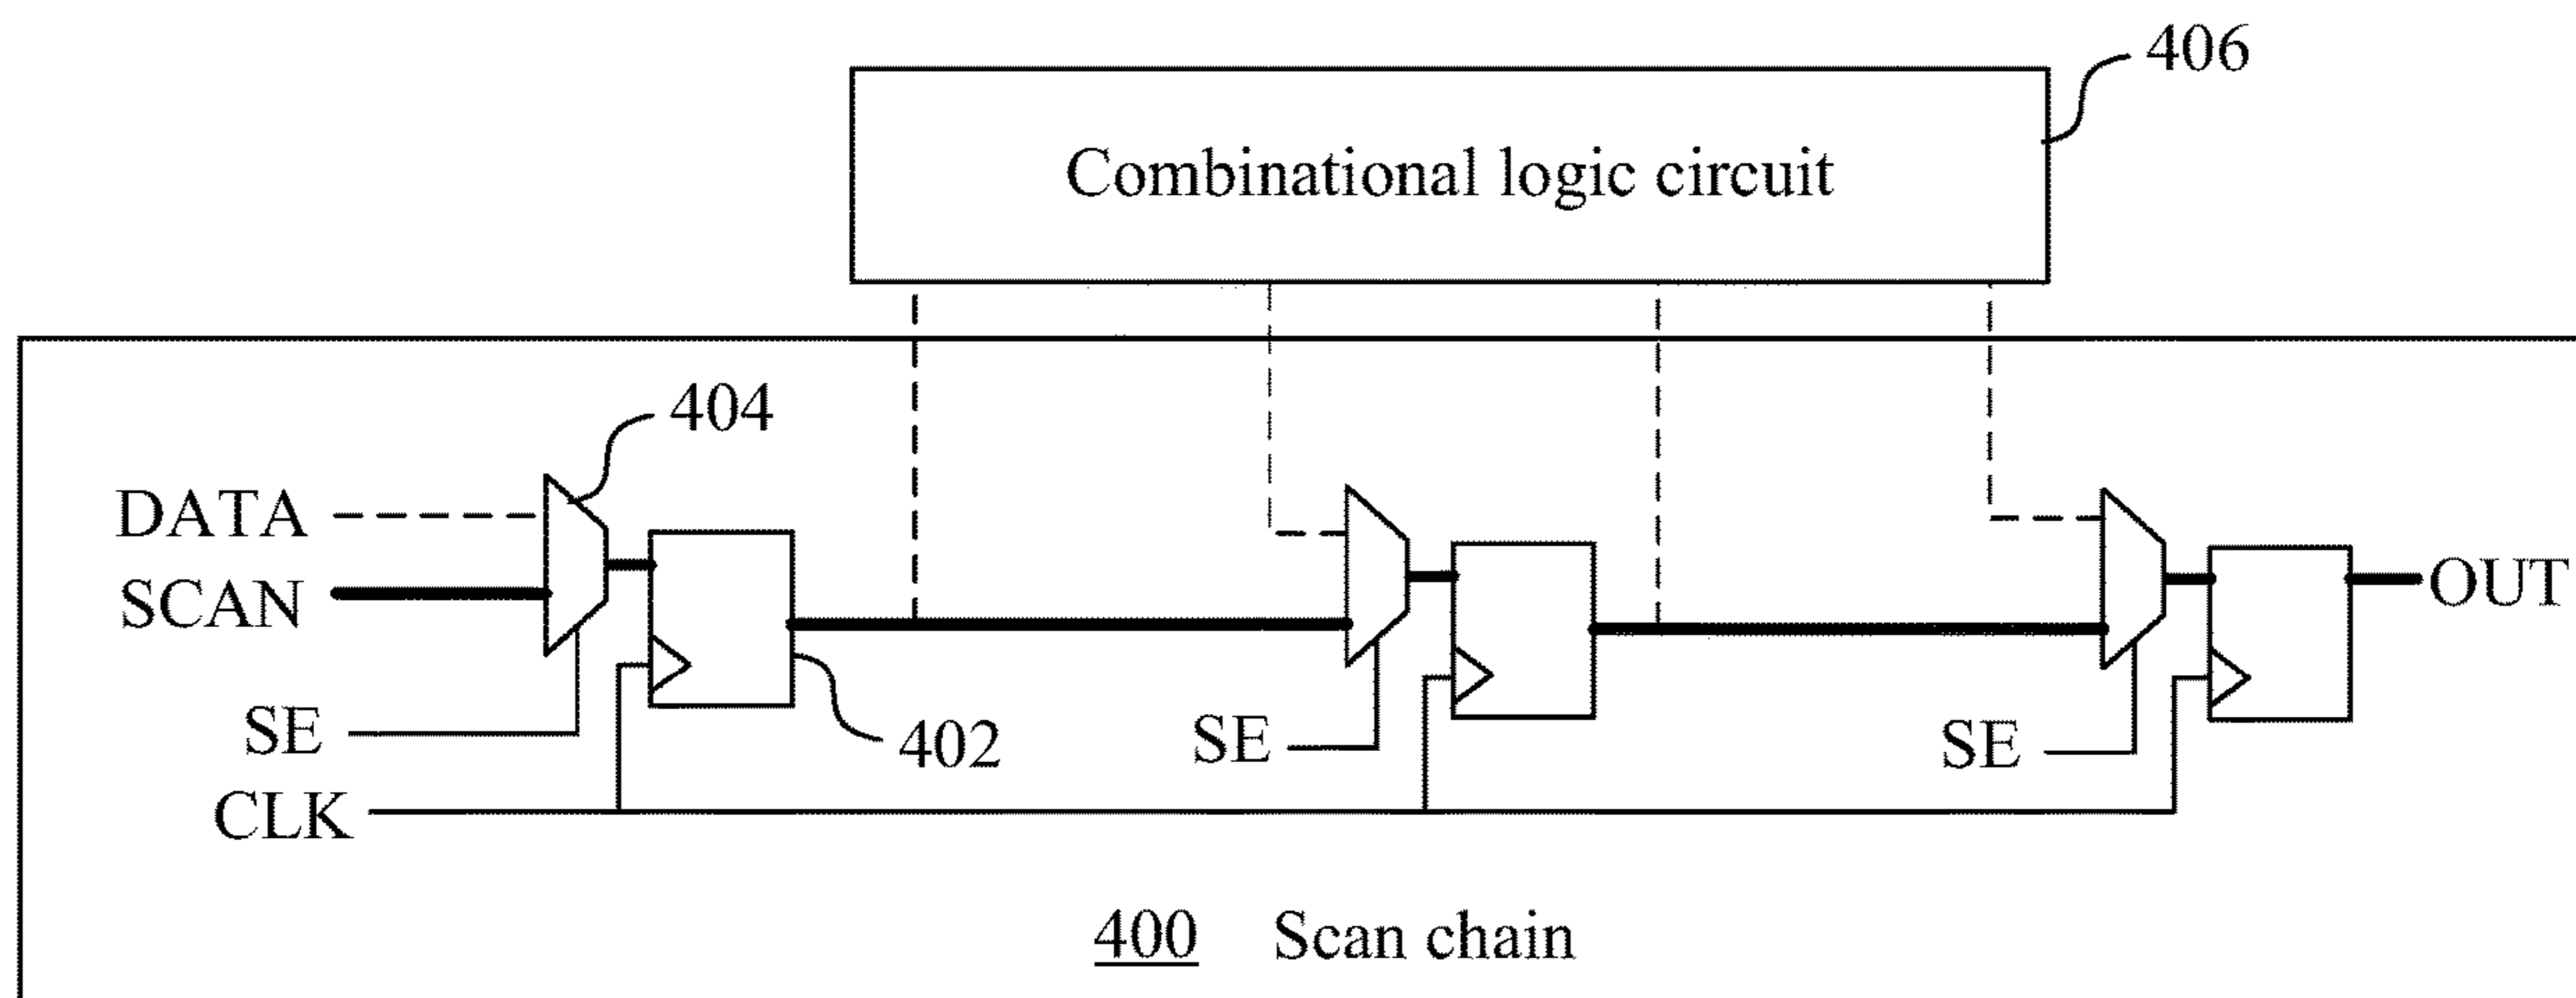 406
Combinational logic circuit
404
DATA
SCAN
OUT
SE
402
SE
SE
CLK
400 Scan chain